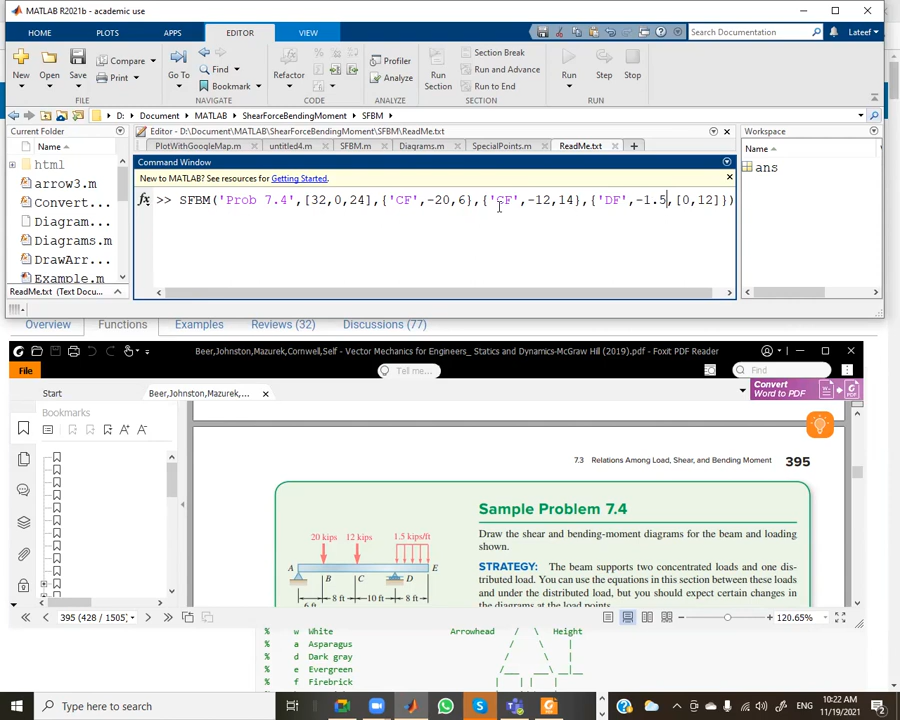 MATLAB R2021b - academic use
HOME PLOTS APPS EDITOR VIEW
Search Documentation
Lateef
New Open Save Compare Print
Go To Find Bookmark
Refactor
Profiler Analyze
Run Section
Section Break
Run and Advance
Run to End
Run Step Stop
FILE NAVIGATE CODE ANALYZE SECTION RUN
D: Document MATLAB ShearForceBendingMoment SFBM
Current Folder
Name
html
arrow3.m
Convert...
Diagram...
Diagrams.m
DrawArr...
Example.m
ReadMe.txt (Text Docu...
Editor - D:\Document\MATLAB\ShearForceBendingMoment\SFBM\ReadMe.txt
PlotWithGoogleMap.m untitled4.m SFBM.m Diagrams.m SpecialPoints.m ReadMe.txt
Command Window
New to MATLAB? See resources for Getting Started.
fx >> SFBM('Prob 7.4',[32,0,24],{'CF',-20,6},{'CF',-12,14},{'DF',-1.5,[0,12]})
Workspace
Name
ans
Overview Functions Examples Reviews (32) Discussions (77)
Beer,Johnston,Mazurek,Cornwell,Self - Vector Mechanics for Engineers_ Statics and Dynamics-McGraw Hill (2019).pdf - Foxit PDF Reader
File
Tell me...
Find
Start
Beer,Johnston,Mazurek,...
Convert
Word to PDF
Bookmarks
7.3 Relations Among Load, Shear, and Bending Moment 395
Sample Problem 7.4
Draw the shear and bending-moment diagrams for the beam and loading
shown.
STRATEGY: The beam supports two concentrated loads and one dis-
tributed load. You can use the equations in this section between these loads
and under the distributed load, but you should expect certain changes in
the diagrams at the load points.
20 kips 12 kips 1.5 kips/ft
A E
B C D
8 ft 10 ft 8 ft
6 ft
395 (428 / 1505)
120.65%
% w White Arrowhead / \ Height
% a Asparagus / \ |
% d Dark gray / \ |
% e Evergreen /___ ___\ __|__
% f Firebrick | | | |
Type here to search
10:22 AM
11/19/2021
2